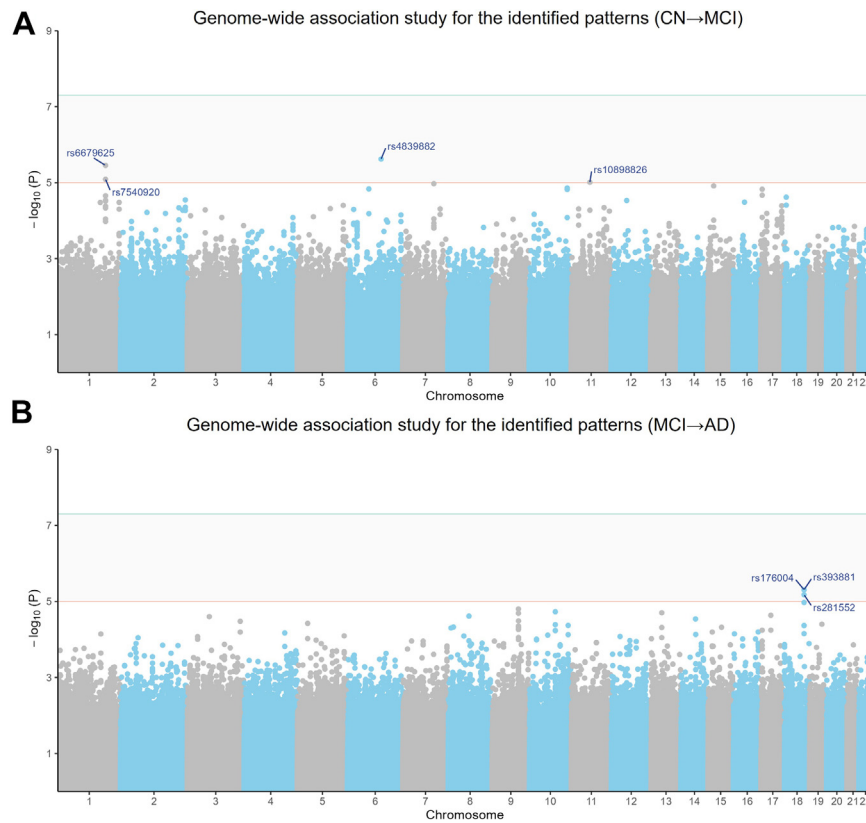 A
Genome-wide association study for the identified patterns (CN→MCI)
9
7
5
3
1
− log10 (P)
rs6679625
rs7540920
rs4839882
rs10898826
1 2 3 4 5 6 7 8 9 10 11 12 13 14 15 16 17 18 19 20 21 2
Chromosome
B
Genome-wide association study for the identified patterns (MCI→AD)
9
7
5
3
1
− log10 (P)
rs176004
rs393881
rs281552
1 2 3 4 5 6 7 8 9 10 11 12 13 14 15 16 17 18 19 20 21 2
Chromosome